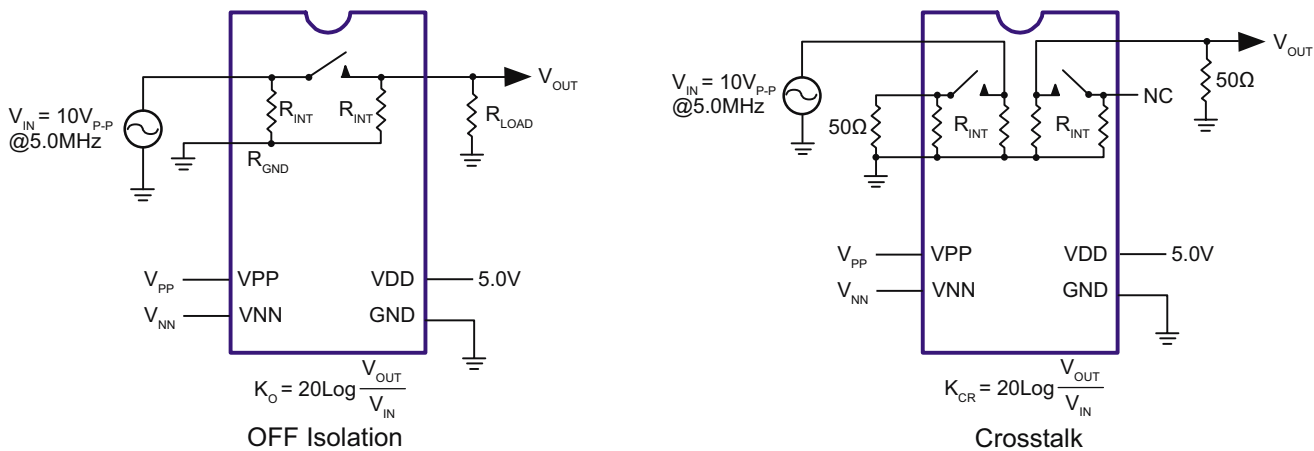 V_IN = 10V_P-P
@5.0MHz
R_INT
R_INT
R_GND
V_OUT
R_LOAD
V_PP
VPP
VDD
5.0V
V_NN
VNN
GND
K_O = 20Log V_OUT / V_IN
OFF Isolation
V_IN = 10V_P-P
@5.0MHz
50Ω
R_INT
R_INT
NC
V_OUT
50Ω
V_PP
VPP
VDD
5.0V
V_NN
VNN
GND
K_CR = 20Log V_OUT / V_IN
Crosstalk